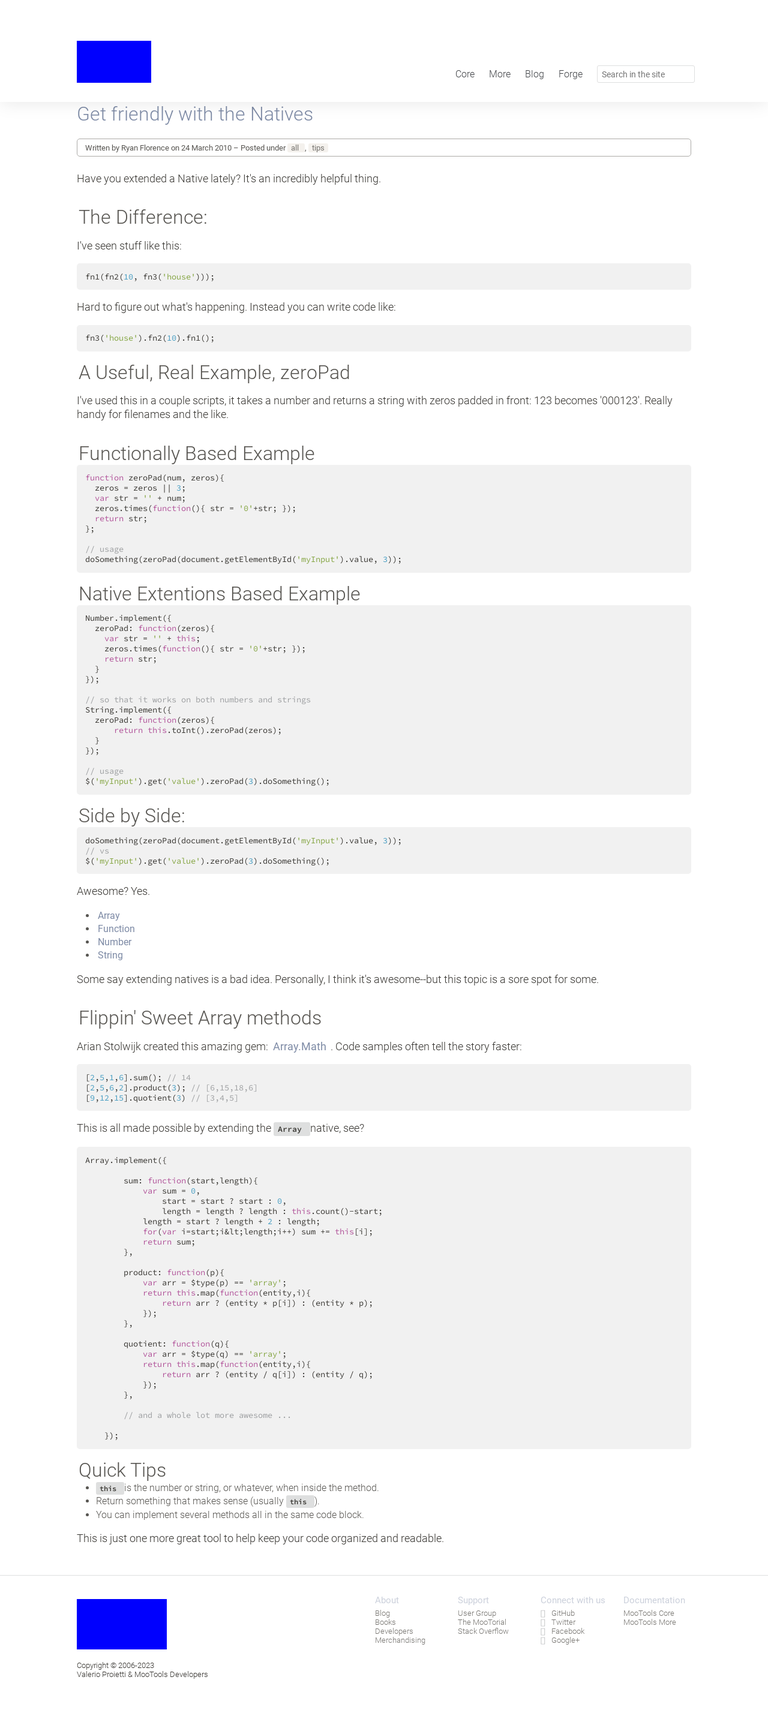 Core More Blog Forge Search in the site
Get friendly with the Natives
Written by Ryan Florence on 24 March 2010 – Posted under all , tips
Have you extended a Native lately? It's an incredibly helpful thing.
The Difference:
I've seen stuff like this:
fn1(fn2(10, fn3('house')));
Hard to figure out what's happening. Instead you can write code like:
fn3('house').fn2(10).fn1();
A Useful, Real Example, zeroPad
I've used this in a couple scripts, it takes a number and returns a string with zeros padded in front: 123 becomes '000123'. Really
handy for filenames and the like.
Functionally Based Example
function zeroPad(num, zeros){
  zeros = zeros || 3;
  var str = '' + num;
  zeros.times(function(){ str = '0'+str; });
  return str;
};
// usage
doSomething(zeroPad(document.getElementById('myInput').value, 3));
Native Extentions Based Example
Number.implement({
  zeroPad: function(zeros){
    var str = '' + this;
    zeros.times(function(){ str = '0'+str; });
    return str;
  }
});
// so that it works on both numbers and strings
String.implement({
  zeroPad: function(zeros){
      return this.toInt().zeroPad(zeros);
  }
});
// usage
$('myInput').get('value').zeroPad(3).doSomething();
Side by Side:
doSomething(zeroPad(document.getElementById('myInput').value, 3));
// vs
$('myInput').get('value').zeroPad(3).doSomething();
Awesome? Yes.
• Array
• Function
• Number
• String
Some say extending natives is a bad idea. Personally, I think it's awesome--but this topic is a sore spot for some.
Flippin' Sweet Array methods
Arian Stolwijk created this amazing gem: Array.Math . Code samples often tell the story faster:
[2,5,1,6].sum(); // 14
[2,5,6,2].product(3); // [6,15,18,6]
[9,12,15].quotient(3) // [3,4,5]
This is all made possible by extending the Array native, see?
Array.implement({
        sum: function(start,length){
            var sum = 0,
                start = start ? start : 0,
                length = length ? length : this.count()-start;
            length = start ? length + 2 : length;
            for(var i=start;i&lt;length;i++) sum += this[i];
            return sum;
        },
        product: function(p){
            var arr = $type(p) == 'array';
            return this.map(function(entity,i){
                return arr ? (entity * p[i]) : (entity * p);
            });
        },
        quotient: function(q){
            var arr = $type(q) == 'array';
            return this.map(function(entity,i){
                return arr ? (entity / q[i]) : (entity / q);
            });
        },
        // and a whole lot more awesome ...
    });
Quick Tips
• this is the number or string, or whatever, when inside the method.
• Return something that makes sense (usually this ).
• You can implement several methods all in the same code block.
This is just one more great tool to help keep your code organized and readable.
About
Blog
Books
Developers
Merchandising
Support
User Group
The MooTorial
Stack Overflow
Connect with us
GitHub
Twitter
Facebook
Google+
Documentation
MooTools Core
MooTools More
Copyright © 2006-2023
Valerio Proietti & MooTools Developers